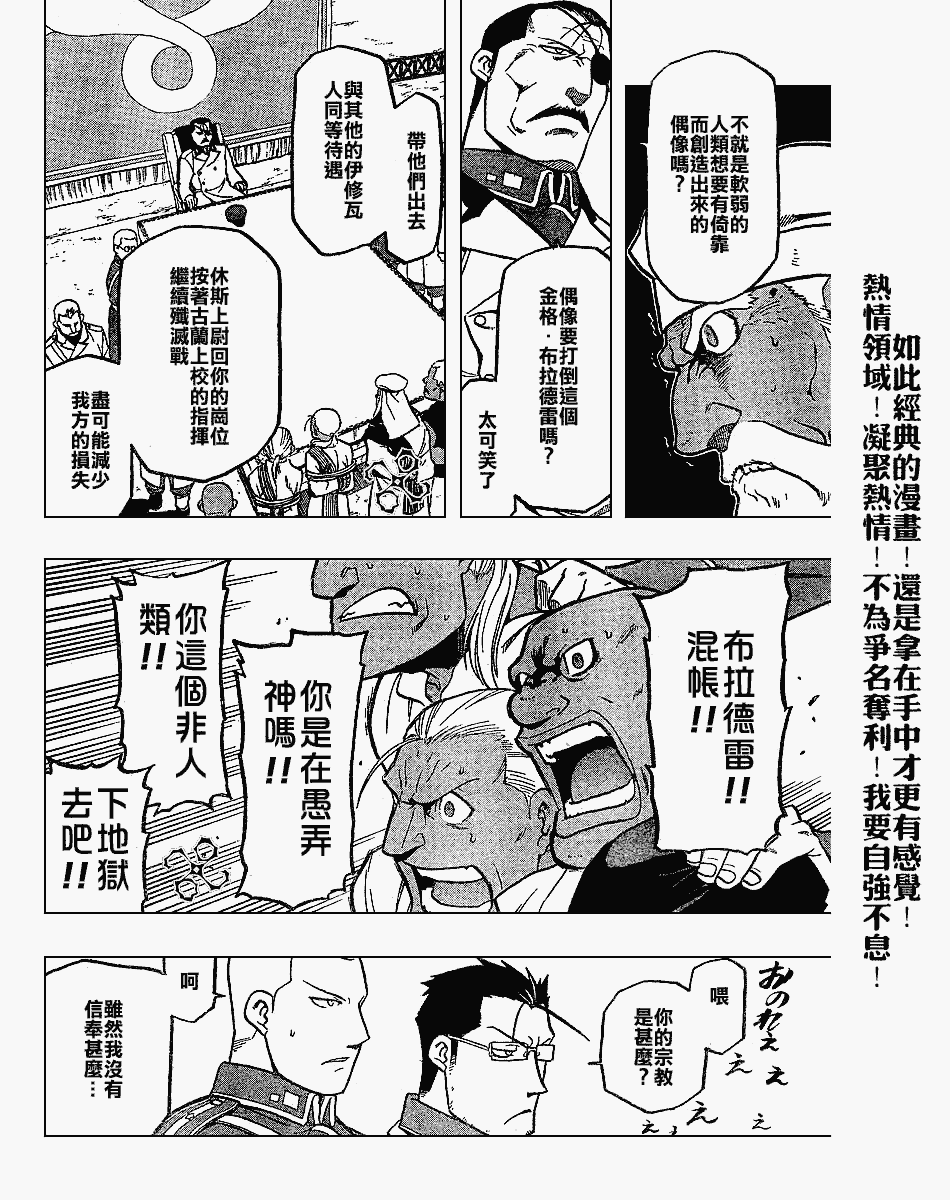 不就是軟弱的
人類想要有倚靠
而創造出來的
偶像嗎？
偶像要打倒這個
金格．布拉德雷嗎？
太可笑了
帶他們出去
與其他的伊修瓦
人同等待遇
休斯上尉回你的崗位
按著古蘭上校的指揮
繼續殲滅戰
盡可能減少
我方的損失
布拉德雷!!
混帳!!
你是在愚弄
神嗎!!
你這個非人
類!!
下地獄
去吧!!
おのれぇ
ぇ
ぇ
ぇ
ぇ
ぇ
喂
你的宗教
是甚麼？
呵
雖然我沒有
信奉甚麼…
如此經典的漫畫！還是拿在手中才更有感覺！
熱情領域！凝聚熱情！不為爭名奪利！我要自強不息！